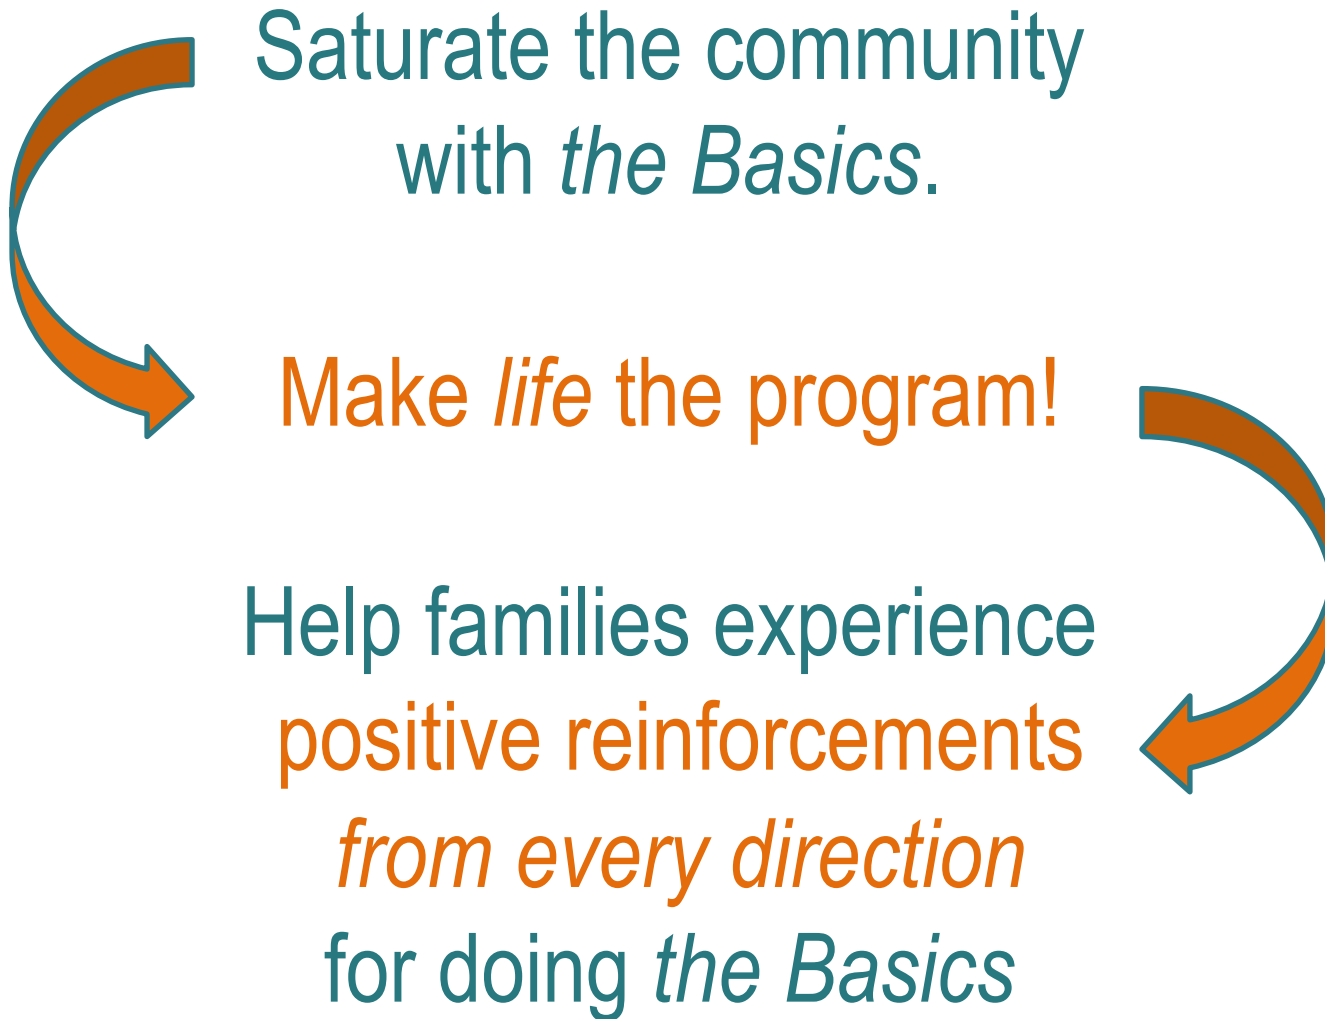 Saturate the community
with the Basics.
Make life the program!
Help families experience
positive reinforcements
from every direction
for doing the Basics